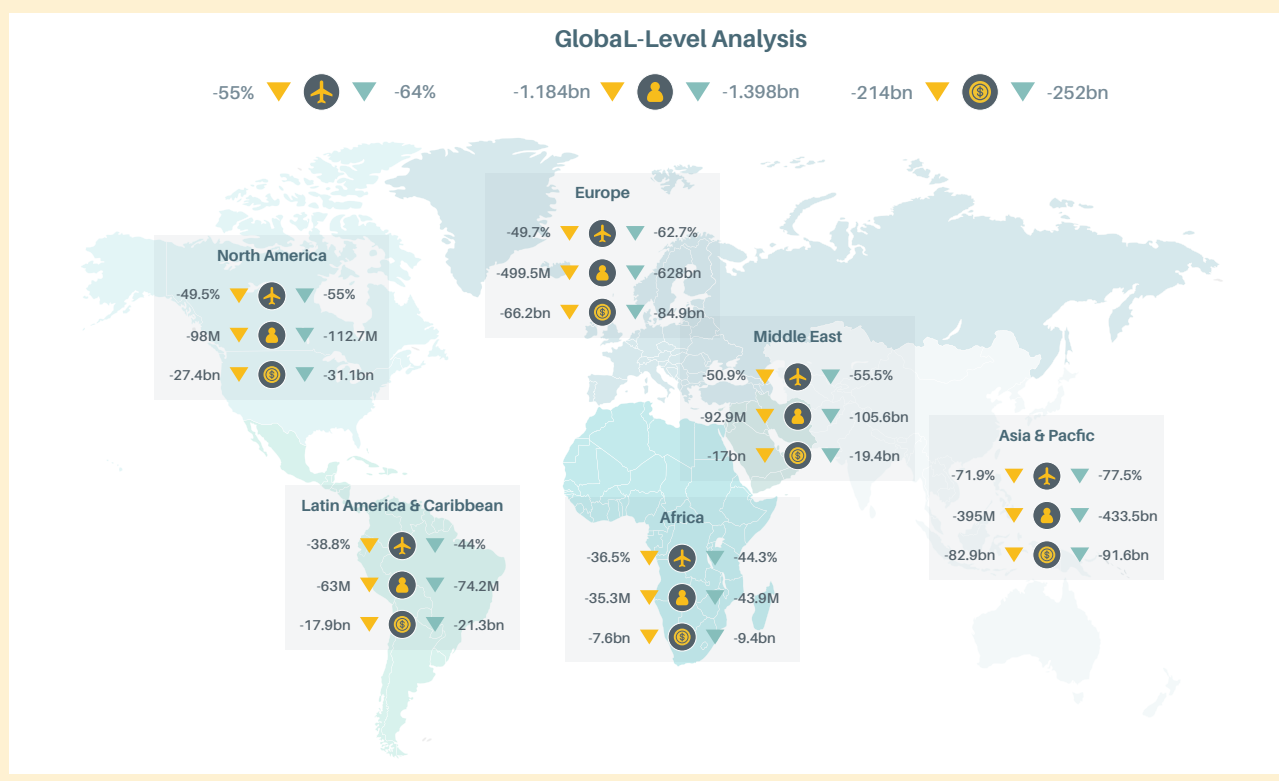 GlobaL-Level Analysis
-55% -64% -1.184bn -1.398bn -214bn -252bn
Europe
-49.7% -62.7%
-499.5M -628bn
-66.2bn -84.9bn
North America
-49.5% -55%
-98M -112.7M
-27.4bn -31.1bn
Middle East
-50.9% -55.5%
-92.9M -105.6bn
-17bn -19.4bn
Asia & Pacfic
-71.9% -77.5%
-395M -433.5bn
-82.9bn -91.6bn
Latin America & Caribbean
-38.8% -44%
-63M -74.2M
-17.9bn -21.3bn
Africa
-36.5% -44.3%
-35.3M -43.9M
-7.6bn -9.4bn